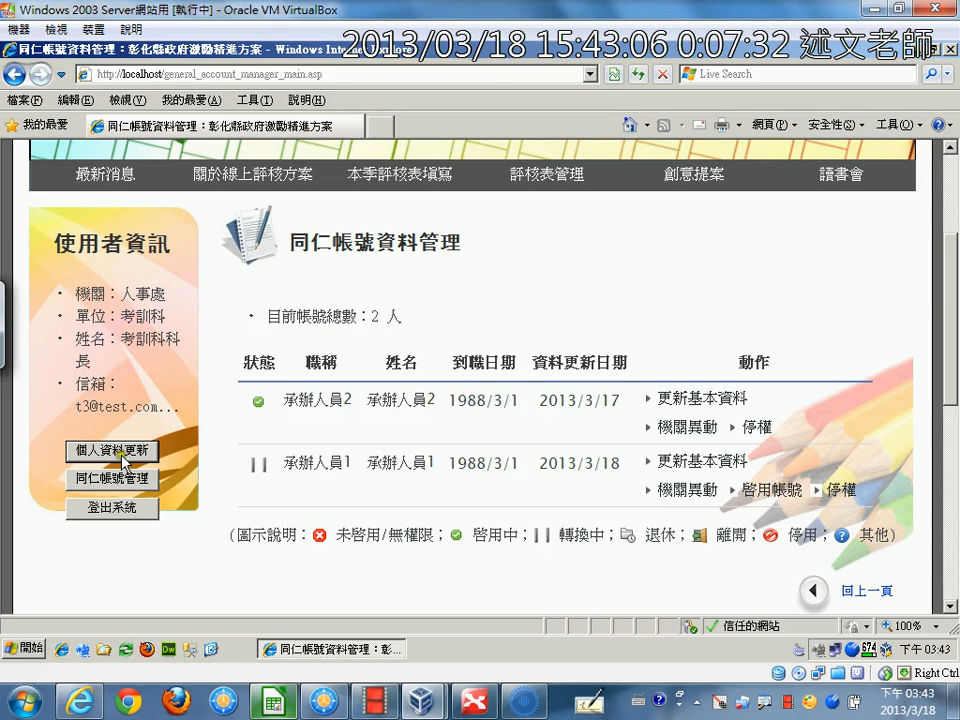 Windows 2003 Server網站用 [執行中] - Oracle VM VirtualBox
機器 檢視 裝置 說明
同仁帳號資料管理：彰化縣政府激勵精進方案 - Windows Internet Explorer
2013/03/18 15:43:06 0:07:32 述文老師
http://localhost/general_account_manager_main.asp
Live Search
檔案(F) 編輯(E) 檢視(V) 我的最愛(A) 工具(T) 說明(H)
我的最愛 同仁帳號資料管理：彰化縣政府激勵精進方案 網頁(P) 安全性(S) 工具(O)
最新消息 關於線上評核方案 本季評核表填寫 評核表管理 創意提案 讀書會
使用者資訊
• 機關：人事處
• 單位：考訓科
• 姓名：考訓科科
長
• 信箱：
t3@test.com...
個人資料更新
同仁帳號管理
登出系統
同仁帳號資料管理
• 目前帳號總數：2 人
狀態 職稱 姓名 到職日期 資料更新日期 動作
承辦人員2 承辦人員2 1988/3/1 2013/3/17 更新基本資料
機關異動 停權
承辦人員1 承辦人員1 1988/3/1 2013/3/18 更新基本資料
機關異動 啓用帳號 停權
(圖示說明： 未啓用/無權限； 啓用中； 轉換中； 退休； 離開； 停用； 其他)
回上一頁
信任的網站 100%
開始 同仁帳號資料管理：彰... 674 下午 03:43
Right Ctrl
下午 03:43
2013/3/18